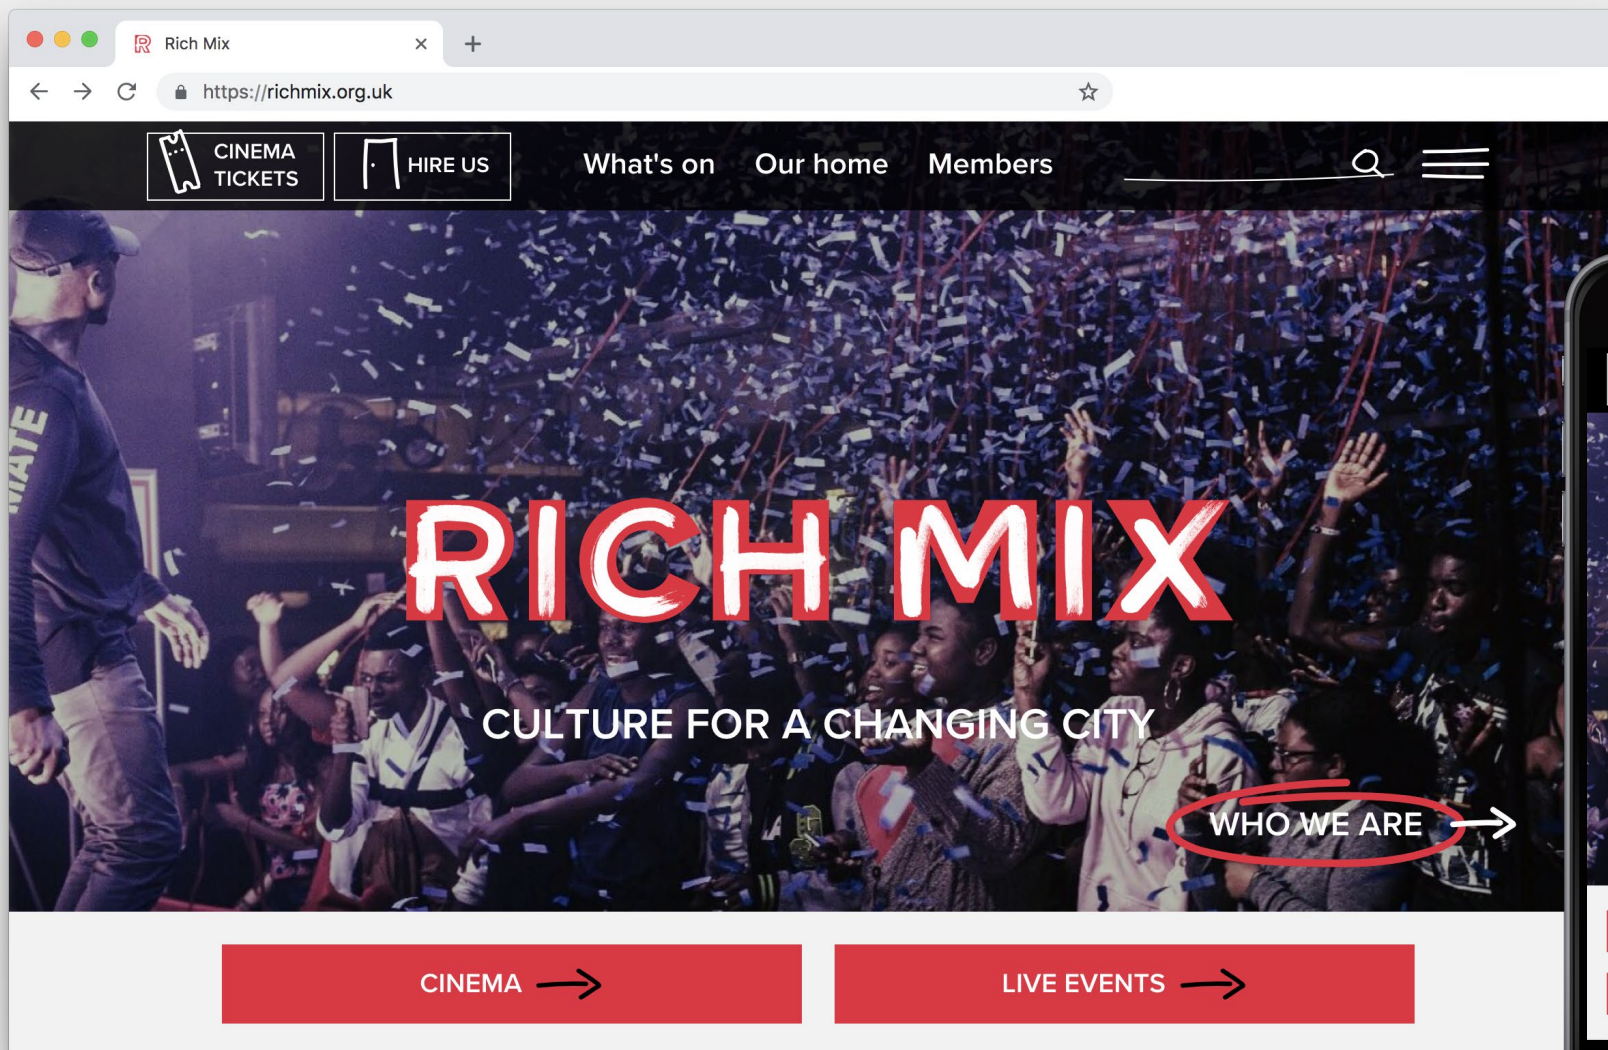 Rich Mix
https://richmix.org.uk
CINEMA
TICKETS
HIRE US
What's on
Our home
Members
MATE
RICH MIX
CULTURE FOR A CHANGING CITY
WHO WE ARE
CINEMA
LIVE EVENTS